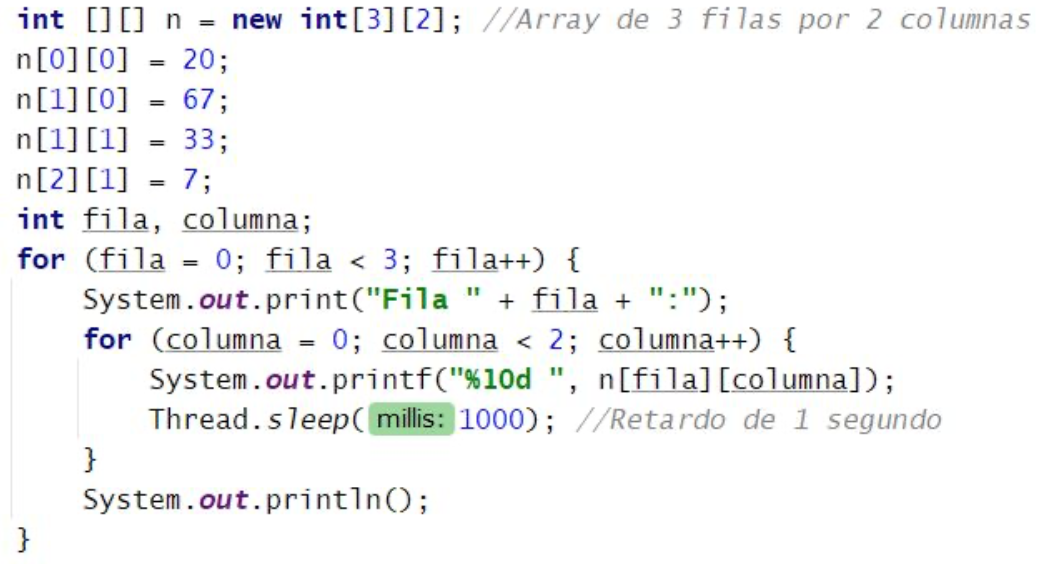 int [][] n = new int[3][2]; //Array de 3 filas por 2 columnas
n[0][0] = 20;
n[1][0] = 67;
n[1][1] = 33;
n[2][1] = 7;
int fila, columna;
for (fila = 0; fila < 3; fila++) {
    System.out.print("Fila " + fila + ":");
    for (columna = 0; columna < 2; columna++) {
        System.out.printf("%10d ", n[fila][columna]);
        Thread.sleep( millis: 1000); //Retardo de 1 segundo
    }
    System.out.println();
}